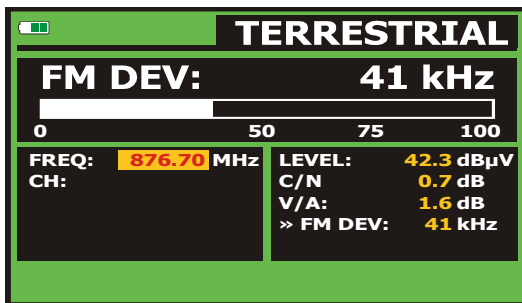 TERRESTRIAL
FM DEV: 41 kHz
0 50 75 100
FREQ: 876.70 MHz
CH:
LEVEL: 42.3 dBµV
C/N 0.7 dB
V/A: 1.6 dB
» FM DEV: 41 kHz